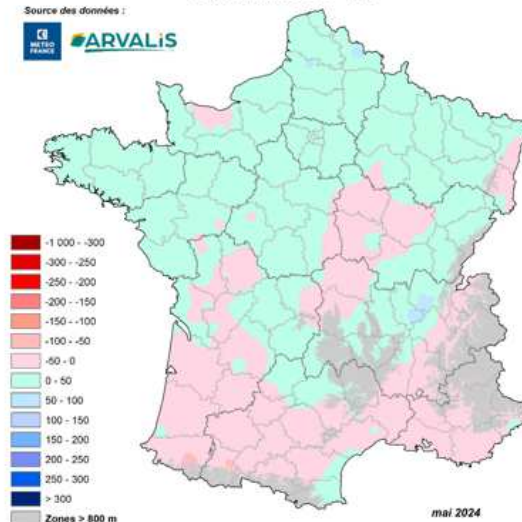 Source des données :
METEO
FRANCE
ARVALIS
-1 000 - -300
-300 - -250
-250 - -200
-200 - -150
-150 - -100
-100 - -50
-50 - 0
0 - 50
50 - 100
100 - 150
150 - 200
200 - 250
250 - 300
> 300
Zones > 800 m
mai 2024